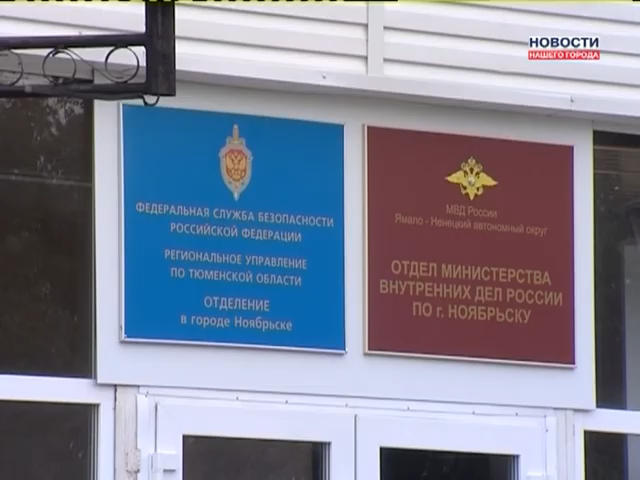 НОВОСТИ
НАШЕГО ГОРОДА
ФЕДЕРАЛЬНАЯ СЛУЖБА БЕЗОПАСНОСТИ
РОССИЙСКОЙ ФЕДЕРАЦИИ
РЕГИОНАЛЬНОЕ УПРАВЛЕНИЕ
ПО ТЮМЕНСКОЙ ОБЛАСТИ
ОТДЕЛЕНИЕ
в городе Ноябрьске
МВД России
Ямало - Ненецкий автономный округ
ОТДЕЛ МИНИСТЕРСТВА
ВНУТРЕННИХ ДЕЛ РОССИИ
ПО г. НОЯБРЬСКУ